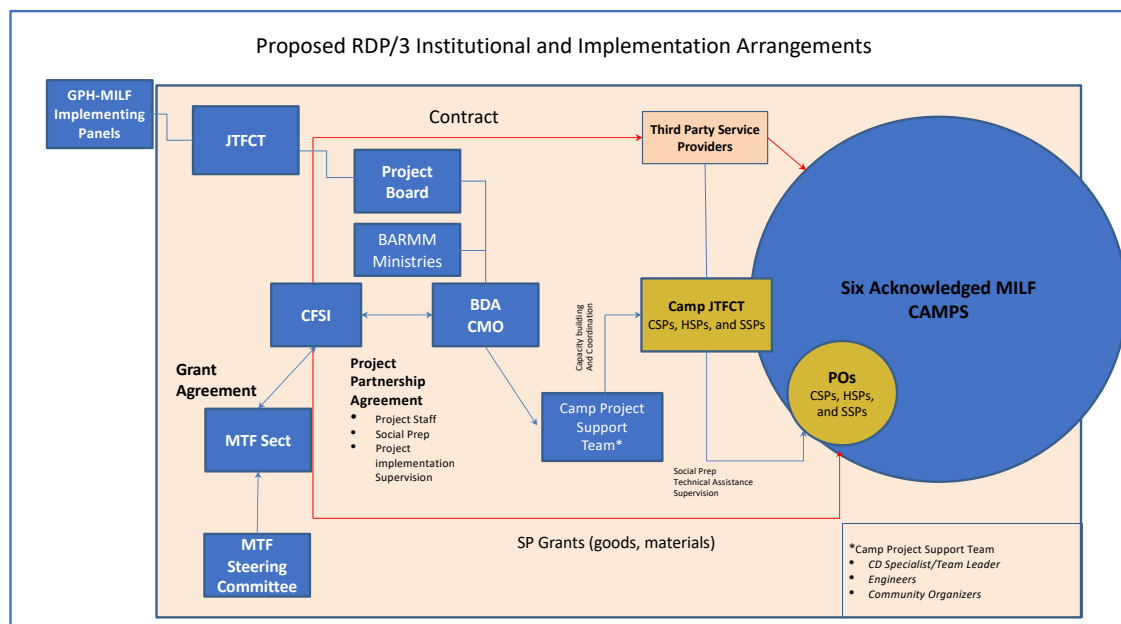 Proposed RDP/3 Institutional and Implementation Arrangements
GPH-MILF
Implementing
Panels
JTFCT
Contract
Third Party Service
Providers
Project
Board
BARMM
Ministries
CFSI
BDA
CMO
Capacity building
And Coordination
Camp JTFCT
CSPs, HSPs, and SSPs
Six Acknowledged MILF
CAMPS
POs
CSPs, HSPs,
and SSPs
Grant
Agreement
Project
Partnership
Agreement
• Project Staff
• Social Prep
• Project
implementation
Supervision
Camp Project
Support
Team*
MTF Sect
Social Prep
Technical Assistance
Supervision
MTF
Steering
Committee
SP Grants (goods, materials)
*Camp Project Support Team
• CD Specialist/Team Leader
• Engineers
• Community Organizers